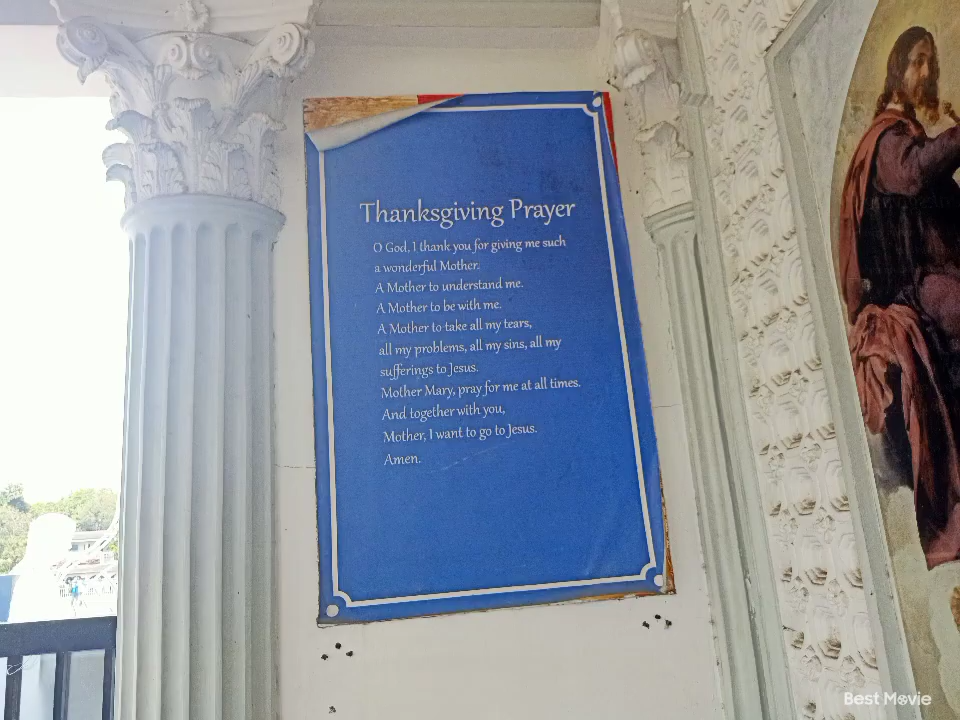 Thanksgiving Prayer
O God, I thank you for giving me such
a wonderful Mother.
A Mother to understand me.
A Mother to be with me.
A Mother to take all my tears,
all my problems, all my sins, all my
sufferings to Jesus.
Mother Mary, pray for me at all times.
And together with you,
Mother, I want to go to Jesus.
Amen.
Best Movie